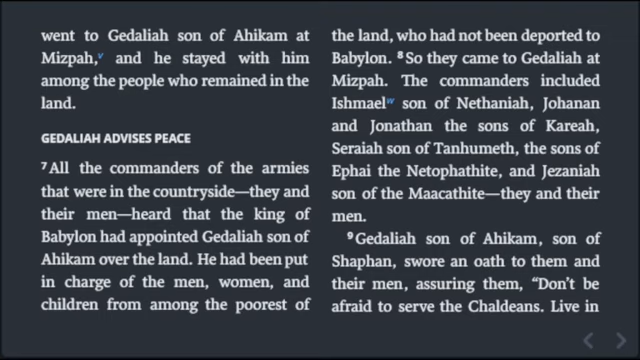 went to Gedaliah son of Ahikam at
Mizpah,v and he stayed with him
among the people who remained in the
land.
GEDALIAH ADVISES PEACE
7All the commanders of the armies
that were in the countryside—they and
their men—heard that the king of
Babylon had appointed Gedaliah son of
Ahikam over the land. He had been put
in charge of the men, women, and
children from among the poorest of
the land, who had not been deported to
Babylon. 8So they came to Gedaliah at
Mizpah. The commanders included
Ishmaelw son of Nethaniah, Johanan
and Jonathan the sons of Kareah,
Seraiah son of Tanhumeth, the sons of
Ephai the Netophathite, and Jezaniah
son of the Maacathite—they and their
men.
9Gedaliah son of Ahikam, son of
Shaphan, swore an oath to them and
their men, assuring them, “Don’t be
afraid to serve the Chaldeans. Live in